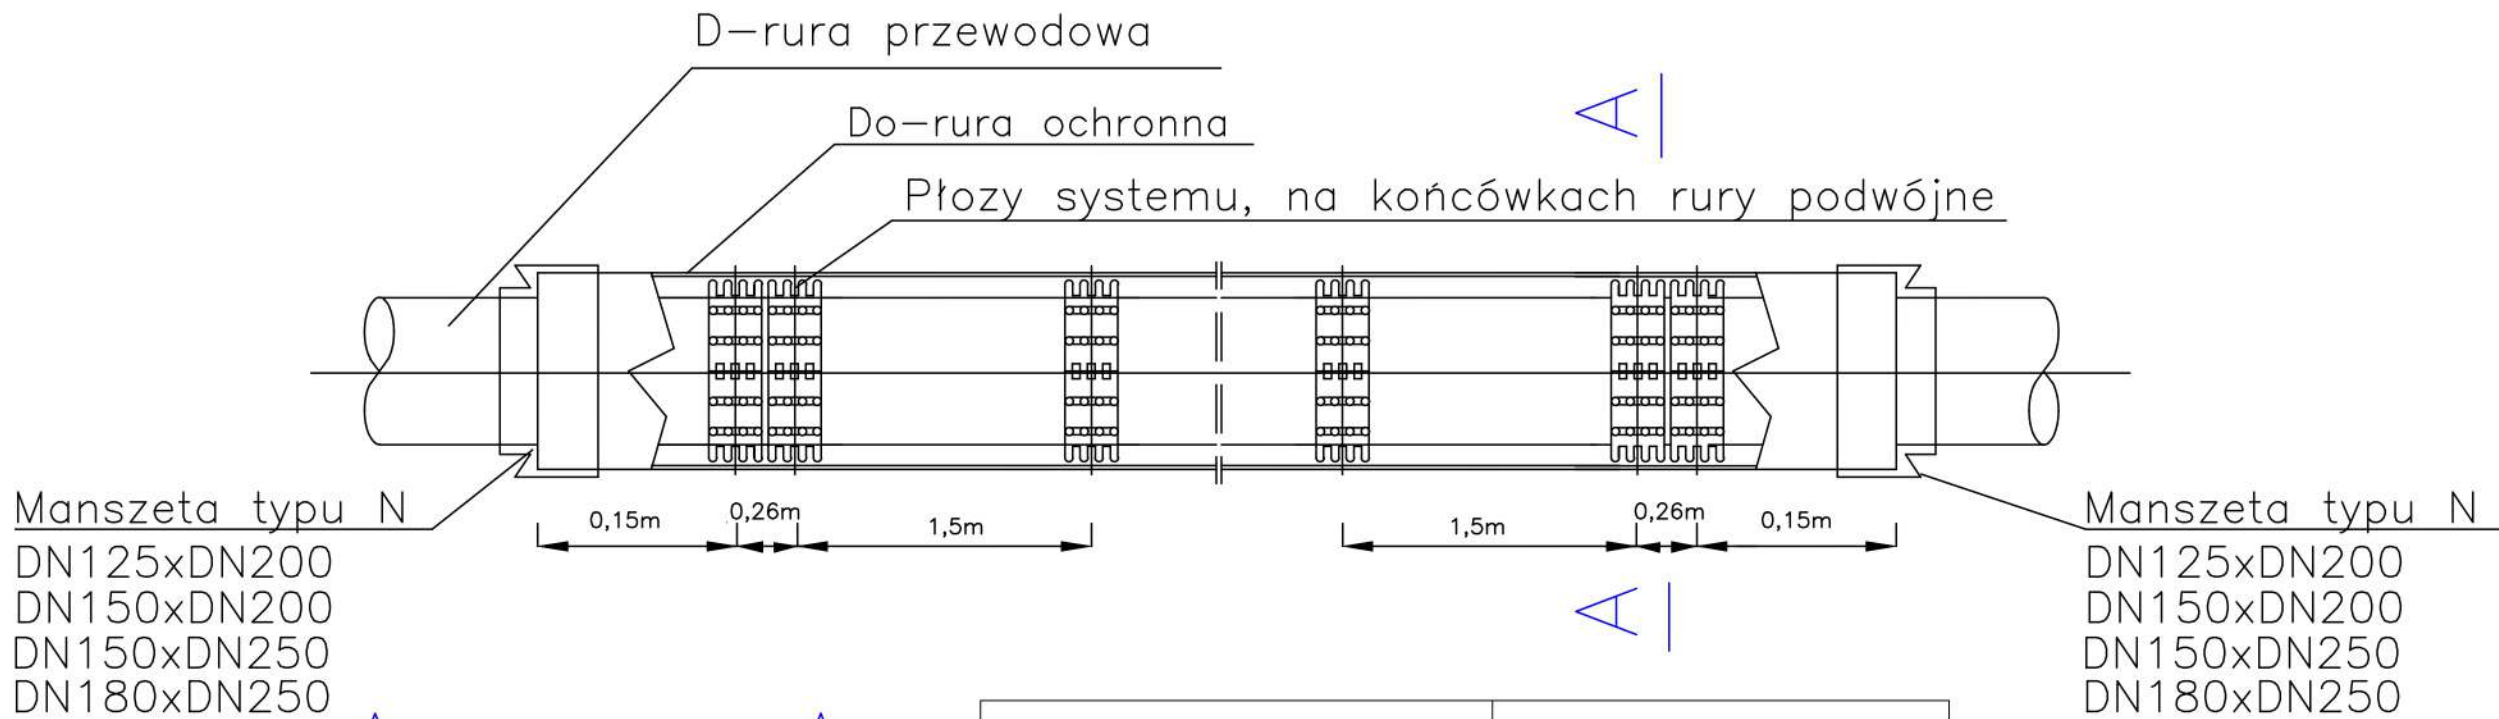 D-rura przewodowa
A
Do-rura ochronna
Płozy systemu, na końcówkach rury podwójne
Manszeta typu N
DN125xDN200
DN150xDN200
DN150xDN250
DN180xDN250
0,15m
0,26m
1,5m
1,5m
0,26m
0,15m
A
Manszeta typu N
DN125xDN200
DN150xDN200
DN150xDN250
DN180xDN250